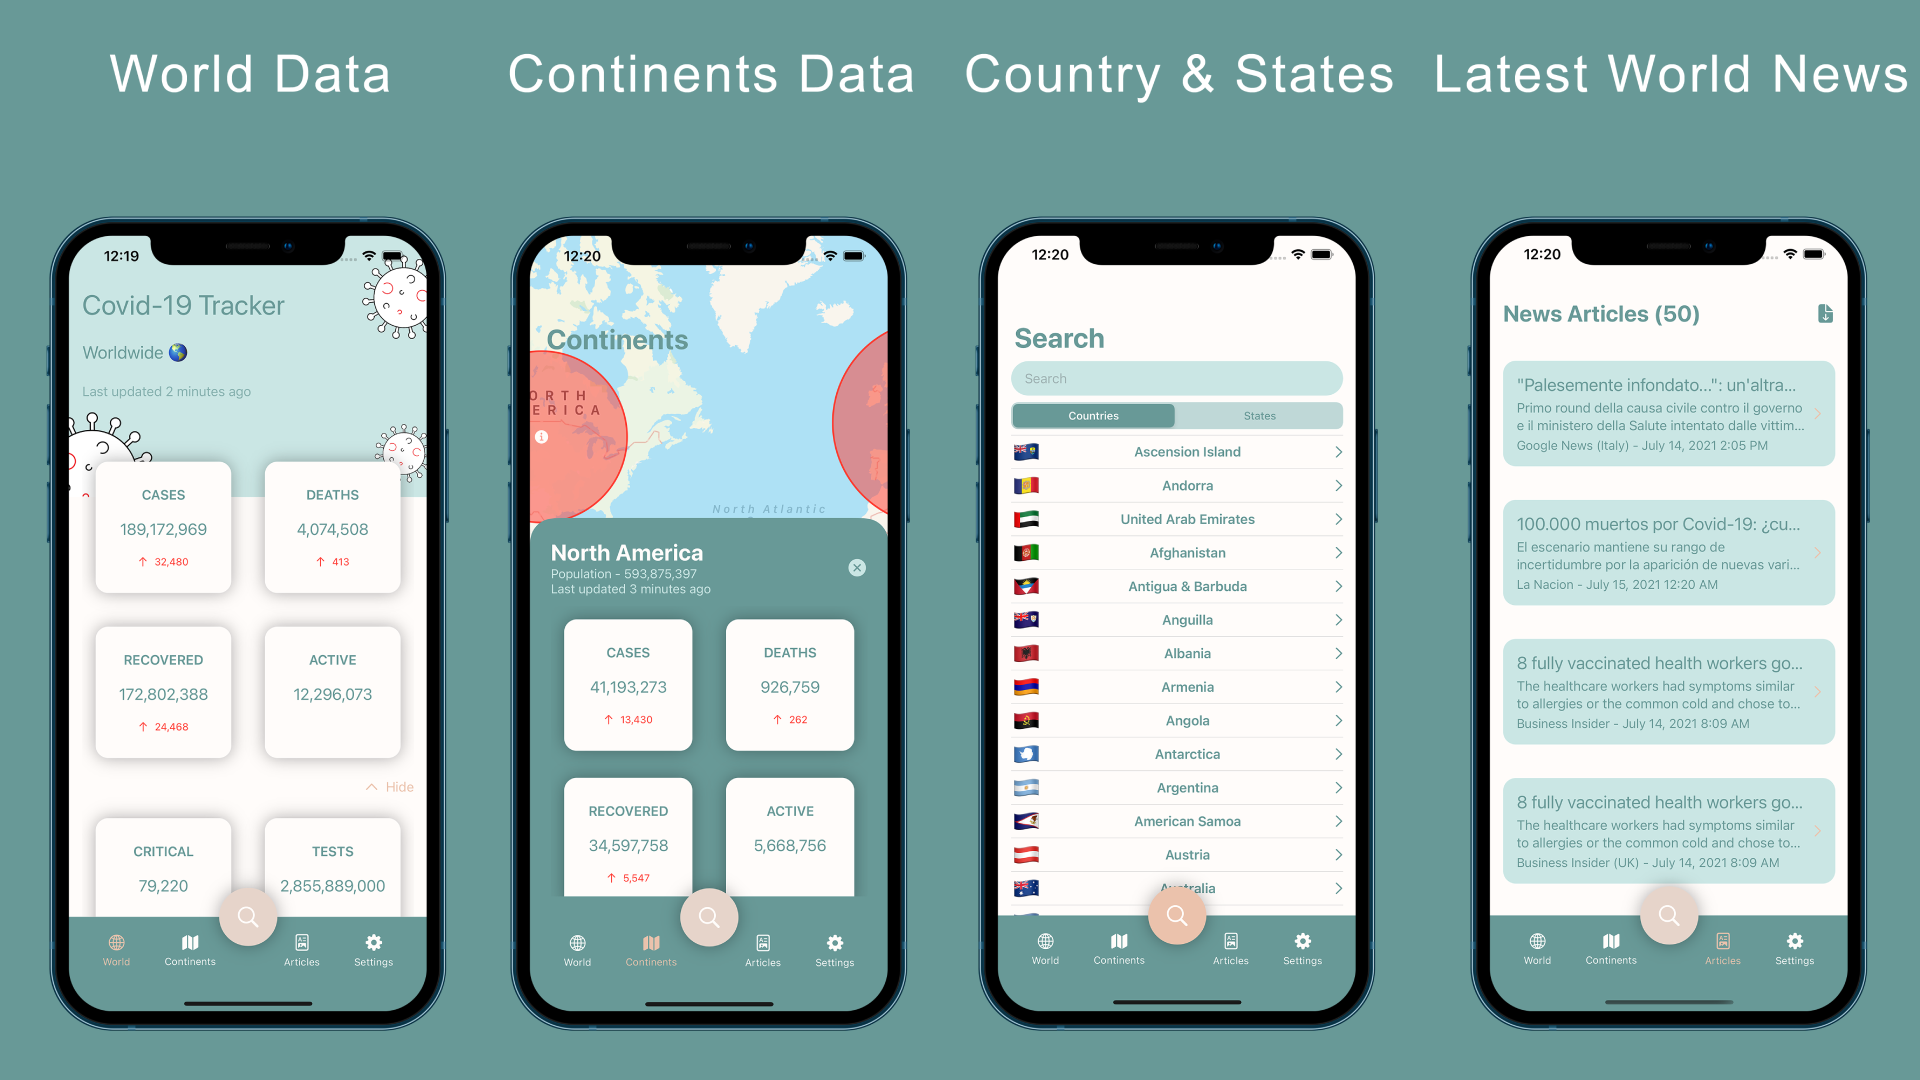 World Data
Continents Data
Country & States
Latest World News
12:19
Covid-19 Tracker
Worldwide
Last updated 2 minutes ago
CASES
189,172,969
↑ 32,480
DEATHS
4,074,508
↑ 413
RECOVERED
172,802,388
↑ 24,468
ACTIVE
12,296,073
Hide
CRITICAL
79,220
TESTS
2,855,889,000
World
Continents
Articles
Settings
12:20
Continents
ORTH
ERICA
North Atlantic
North America
Population - 593,875,397
Last updated 3 minutes ago
CASES
41,193,273
↑ 13,430
DEATHS
926,759
↑ 262
RECOVERED
34,597,758
↑ 5,547
ACTIVE
5,668,756
World
Continents
Articles
Settings
12:20
Search
Search
Countries
States
Ascension Island
Andorra
United Arab Emirates
Afghanistan
Antigua & Barbuda
Anguilla
Albania
Armenia
Angola
Antarctica
Argentina
American Samoa
Austria
Australia
World
Continents
Articles
Settings
12:20
News Articles (50)
"Palesemente infondato...": un'altra...
Primo round della causa civile contro il governo
e il ministero della Salute intentato dalle vittim...
Google News (Italy) - July 14, 2021 2:05 PM
100.000 muertos por Covid-19: ¿cu...
El escenario mantiene su rango de
incertidumbre por la aparición de nuevas vari...
La Nacion - July 15, 2021 12:20 AM
8 fully vaccinated health workers go...
The healthcare workers had symptoms similar
to allergies or the common cold and chose to...
Business Insider - July 14, 2021 8:09 AM
8 fully vaccinated health workers go...
The healthcare workers had symptoms similar
to allergies or the common cold and chose to...
Business Insider (UK) - July 14, 2021 8:09 AM
World
Continents
Articles
Settings